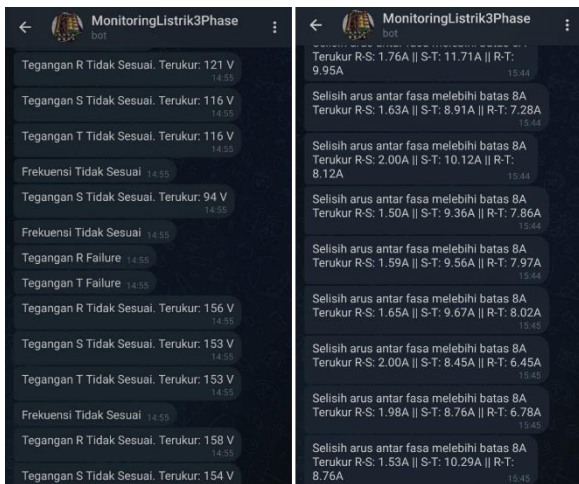 MonitoringListrik3Phase
bot
Tegangan R Tidak Sesuai. Terukur: 121 V
14:55
Tegangan S Tidak Sesuai. Terukur: 116 V
14:55
Tegangan T Tidak Sesuai. Terukur: 116 V
14:55
Frekuensi Tidak Sesuai 14:55
Tegangan S Tidak Sesuai. Terukur: 94 V
14:55
Frekuensi Tidak Sesuai 14:55
Tegangan R Failure 14:55
Tegangan T Failure 14:55
Tegangan R Tidak Sesuai. Terukur: 156 V
14:55
Tegangan S Tidak Sesuai. Terukur: 153 V
14:55
Tegangan T Tidak Sesuai. Terukur: 153 V
14:55
Frekuensi Tidak Sesuai 14:55
Tegangan R Tidak Sesuai. Terukur: 158 V
14:55
Tegangan S Tidak Sesuai. Terukur: 154 V
MonitoringListrik3Phase
bot
Terukur R-S: 1.76A || S-T: 11.71A || R-T:
9.95A 15:44
Selisih arus antar fasa melebihi batas 8A
Terukur R-S: 1.63A || S-T: 8.91A || R-T: 7.28A
15:44
Selisih arus antar fasa melebihi batas 8A
Terukur R-S: 2.00A || S-T: 10.12A || R-T:
8.12A 15:44
Selisih arus antar fasa melebihi batas 8A
Terukur R-S: 1.50A || S-T: 9.36A || R-T: 7.86A
15:44
Selisih arus antar fasa melebihi batas 8A
Terukur R-S: 1.59A || S-T: 9.56A || R-T: 7.97A
15:44
Selisih arus antar fasa melebihi batas 8A
Terukur R-S: 1.65A || S-T: 9.67A || R-T: 8.02A
15:45
Selisih arus antar fasa melebihi batas 8A
Terukur R-S: 2.00A || S-T: 8.45A || R-T: 6.45A
15:45
Selisih arus antar fasa melebihi batas 8A
Terukur R-S: 1.98A || S-T: 8.76A || R-T: 6.78A
15:45
Selisih arus antar fasa melebihi batas 8A
Terukur R-S: 1.53A || S-T: 10.29A || R-T:
8.76A 15:45